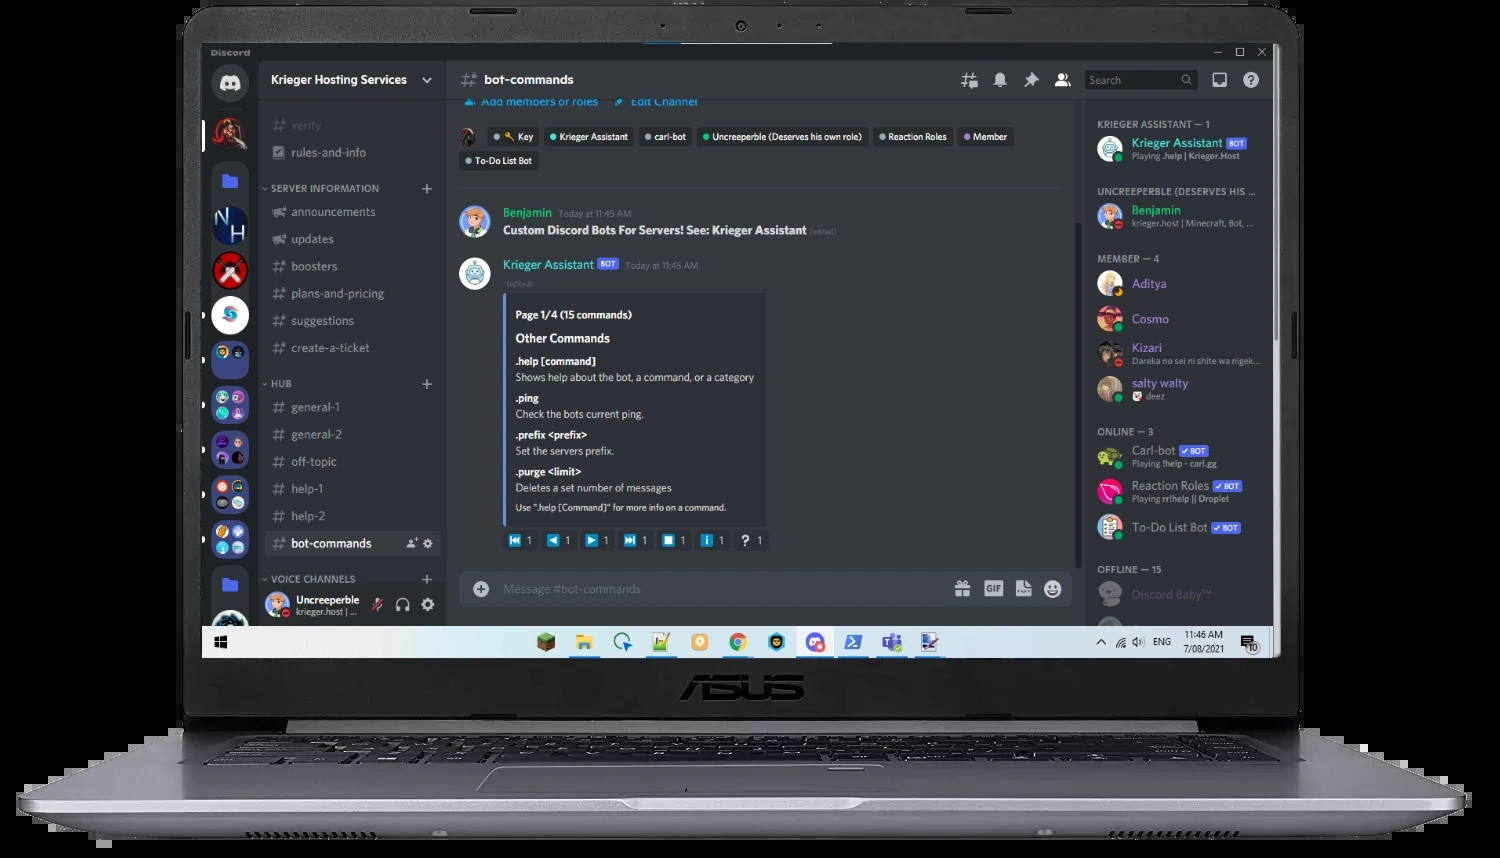 Discord
Krieger Hosting Services
verify
rules-and-info
SERVER INFORMATION
announcements
updates
boosters
plans-and-pricing
suggestions
create-a-ticket
HUB
general-1
general-2
off-topic
help-1
help-2
bot-commands
VOICE CHANNELS
Uncreeperble
krieger.host | ...
bot-commands
Search
Add members or roles
Edit Channel
Key
Krieger Assistant
carl-bot
Uncreeperble (Deserves his own role)
Reaction Roles
Member
To-Do List Bot
Benjamin Today at 11:45 AM
Custom Discord Bots For Servers! See: Krieger Assistant (edited)
Krieger Assistant BOT Today at 11:45 AM
(edited)
Page 1/4 (15 commands)
Other Commands
.help [command]
Shows help about the bot, a command, or a category
.ping
Check the bots current ping.
.prefix <prefix>
Set the servers prefix.
.purge <limit>
Deletes a set number of messages
Use ".help [Command]" for more info on a command.
1 1 1 1 1 1 ? 1
Message #bot-commands
GIF
KRIEGER ASSISTANT — 1
Krieger Assistant BOT
Playing .help | Krieger.Host
UNCREEPERBLE (DESERVES HIS ...
Benjamin
krieger.host | Minecraft, Bot, ...
MEMBER — 4
Aditya
Cosmo
Kizari
Dareka no sei ni shite wa nigek...
salty walty
deez
ONLINE — 3
Carl-bot ✓ BOT
Playing !help - carl.gg
Reaction Roles ✓ BOT
Playing rr!help || Droplet
To-Do List Bot ✓ BOT
OFFLINE — 15
Discord Baby™
NH
ENG
11:46 AM
7/08/2021
10
ASUS